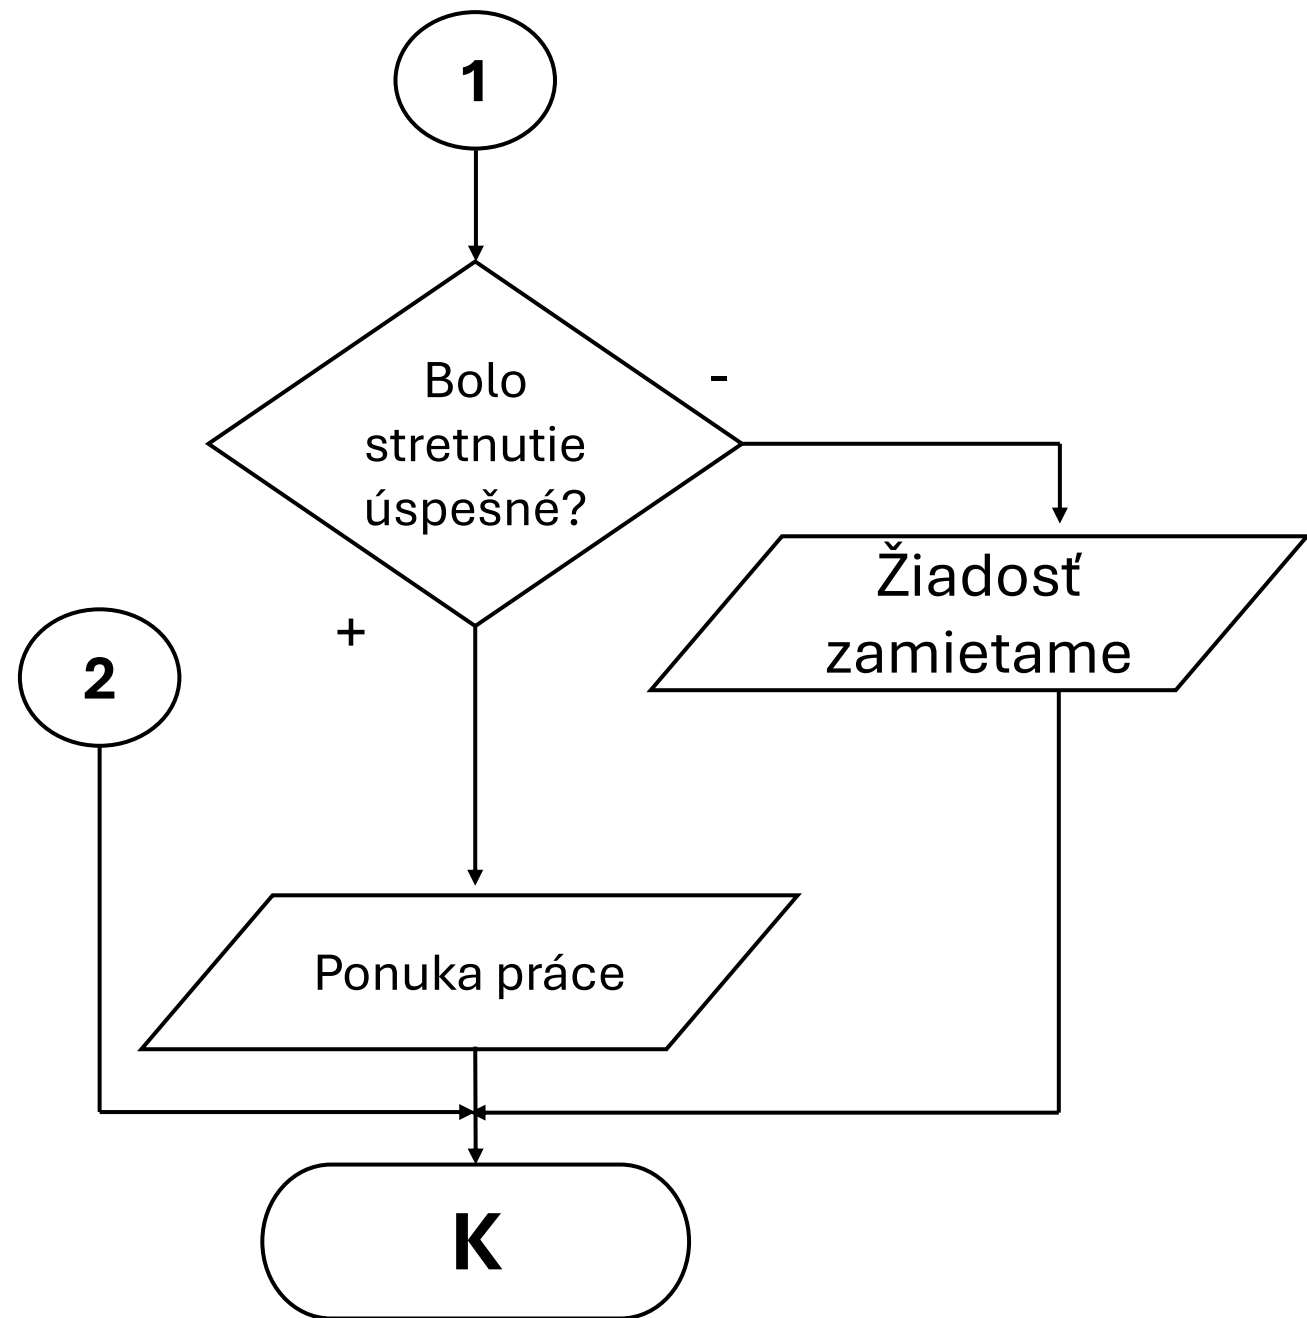 1
Bolo
stretnutie
úspešné?
-
Žiadosť
zamietame
+
2
Ponuka práce
K